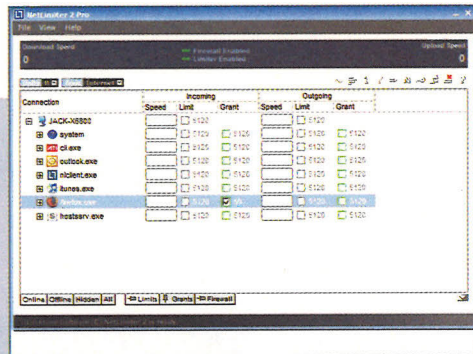 NetLimiter 2 Pro
File View Help
Download Speed Upload Speed
0 Firewall Enabled 0
Limiter Enabled
Internet
Connection Incoming Outgoing
Speed Limit Grant Speed Limit Grant
JACK-X6800 5120 5120
system 5120 5120 5120 5120
cli.exe 5120 5120 5120 5120
outlook.exe 5120 5120 5120 5120
nlclient.exe 5120 5120 5120 5120
itunes.exe 5120 5120 5120 5120
firefox.exe 5120 5120 5120
hostsrv.exe 5120 5120 5120 5120
Online Offline Hidden All Limits Grants Firewall